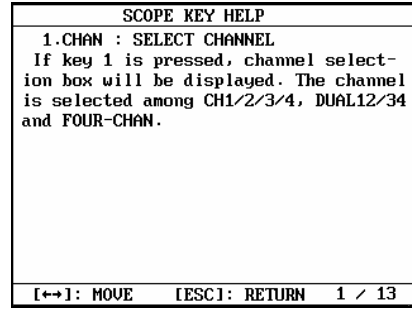 SCOPE KEY HELP
1.CHAN : SELECT CHANNEL
If key 1 is pressed, channel select-
ion box will be displayed. The channel
is selected among CH1/2/3/4, DUAL12/34
and FOUR-CHAN.
[←→]: MOVE [ESC]: RETURN 1 / 13